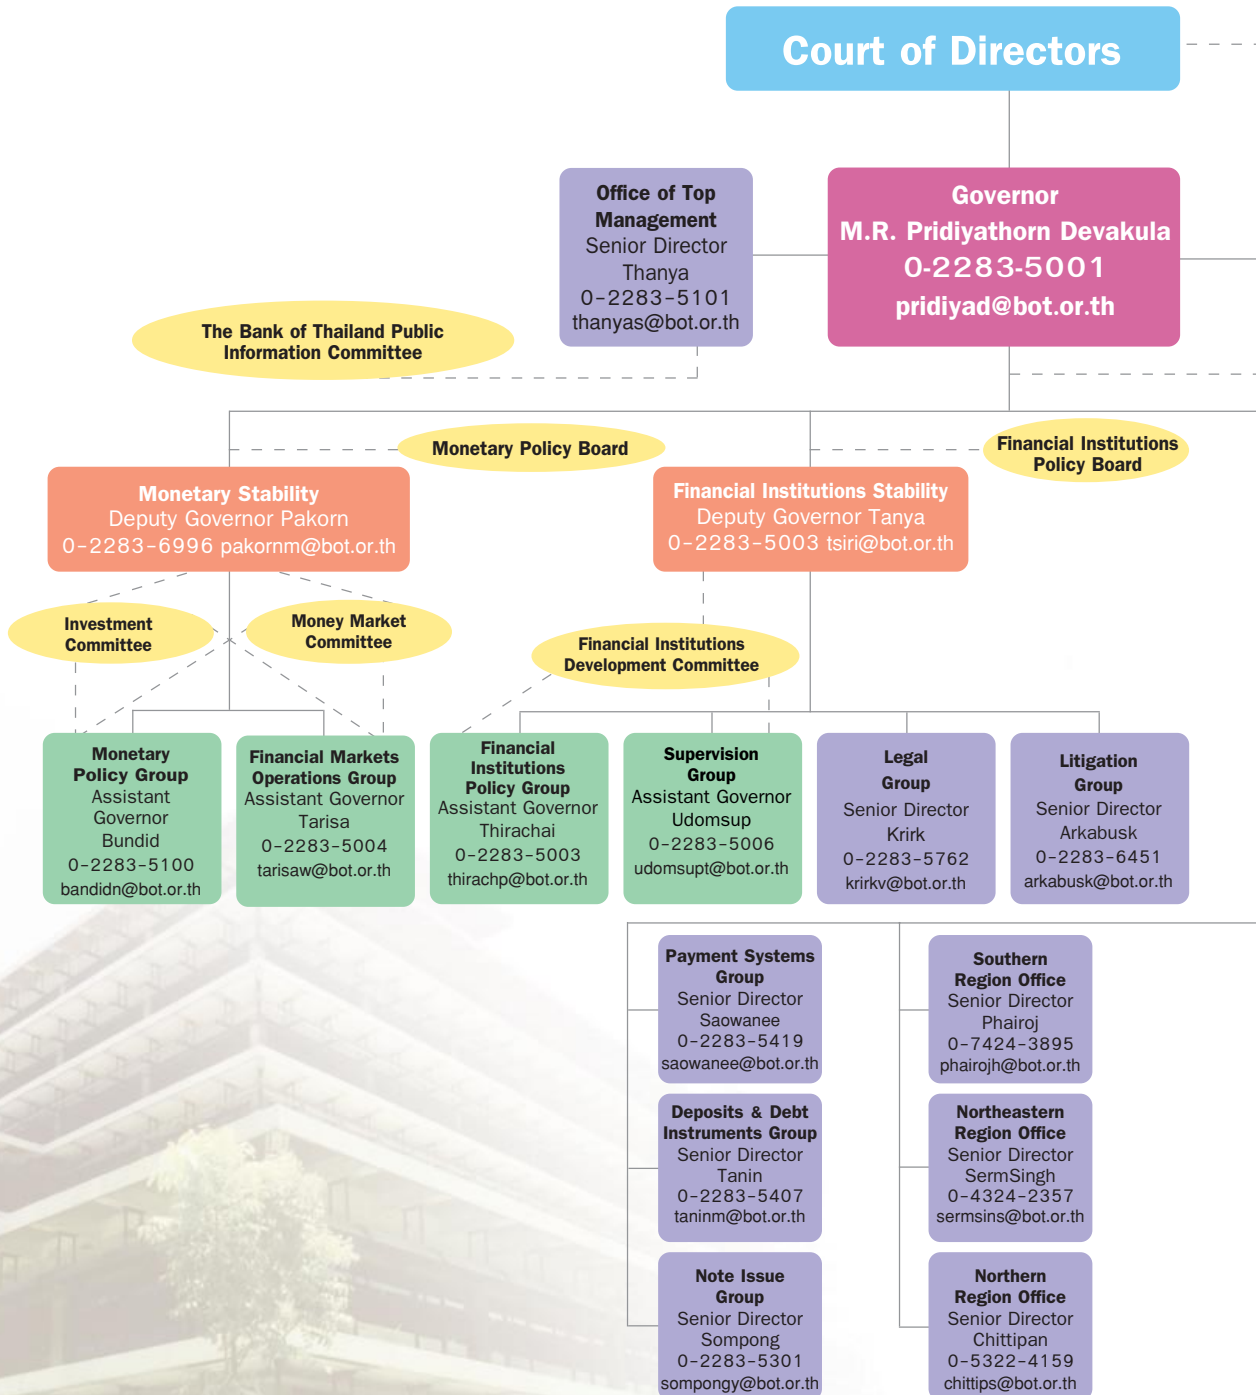 Court of Directors
Office of Top
Management
Senior Director
Thanya
0-2283-5101
thanyas@bot.or.th
Governor
M.R. Pridiyathorn Devakula
0-2283-5001
pridiyad@bot.or.th
The Bank of Thailand Public
Information Committee
Monetary Policy Board
Financial Institutions
Policy Board
Monetary Stability
Deputy Governor Pakorn
0-2283-6996 pakornm@bot.or.th
Financial Institutions Stability
Deputy Governor Tanya
0-2283-5003 tsiri@bot.or.th
Investment
Committee
Money Market
Committee
Financial Institutions
Development Committee
Monetary
Policy Group
Assistant
Governor
Bundid
0-2283-5100
bandidn@bot.or.th
Financial Markets
Operations Group
Assistant Governor
Tarisa
0-2283-5004
tarisaw@bot.or.th
Financial
Institutions
Policy Group
Assistant Governor
Thirachai
0-2283-5003
thirachp@bot.or.th
Supervision
Group
Assistant Governor
Udomsup
0-2283-5006
udomsupt@bot.or.th
Legal
Group
Senior Director
Krirk
0-2283-5762
krirkv@bot.or.th
Litigation
Group
Senior Director
Arkabusk
0-2283-6451
arkabusk@bot.or.th
Payment Systems
Group
Senior Director
Saowanee
0-2283-5419
saowanee@bot.or.th
Southern
Region Office
Senior Director
Phairoj
0-7424-3895
phairojh@bot.or.th
Deposits & Debt
Instruments Group
Senior Director
Tanin
0-2283-5407
taninm@bot.or.th
Northeastern
Region Office
Senior Director
SermSingh
0-4324-2357
sermsins@bot.or.th
Note Issue
Group
Senior Director
Sompong
0-2283-5301
sompongy@bot.or.th
Northern
Region Office
Senior Director
Chittipan
0-5322-4159
chittips@bot.or.th